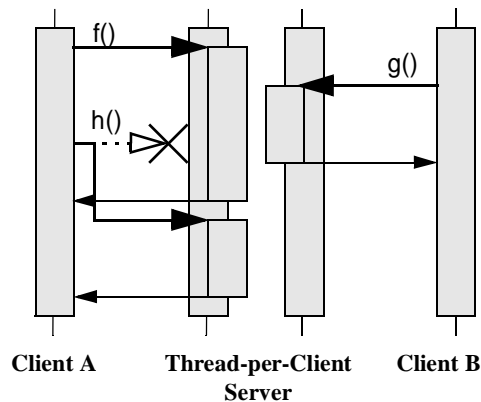 f()
g()
h()
Client A
Thread-per-Client
Server
Client B